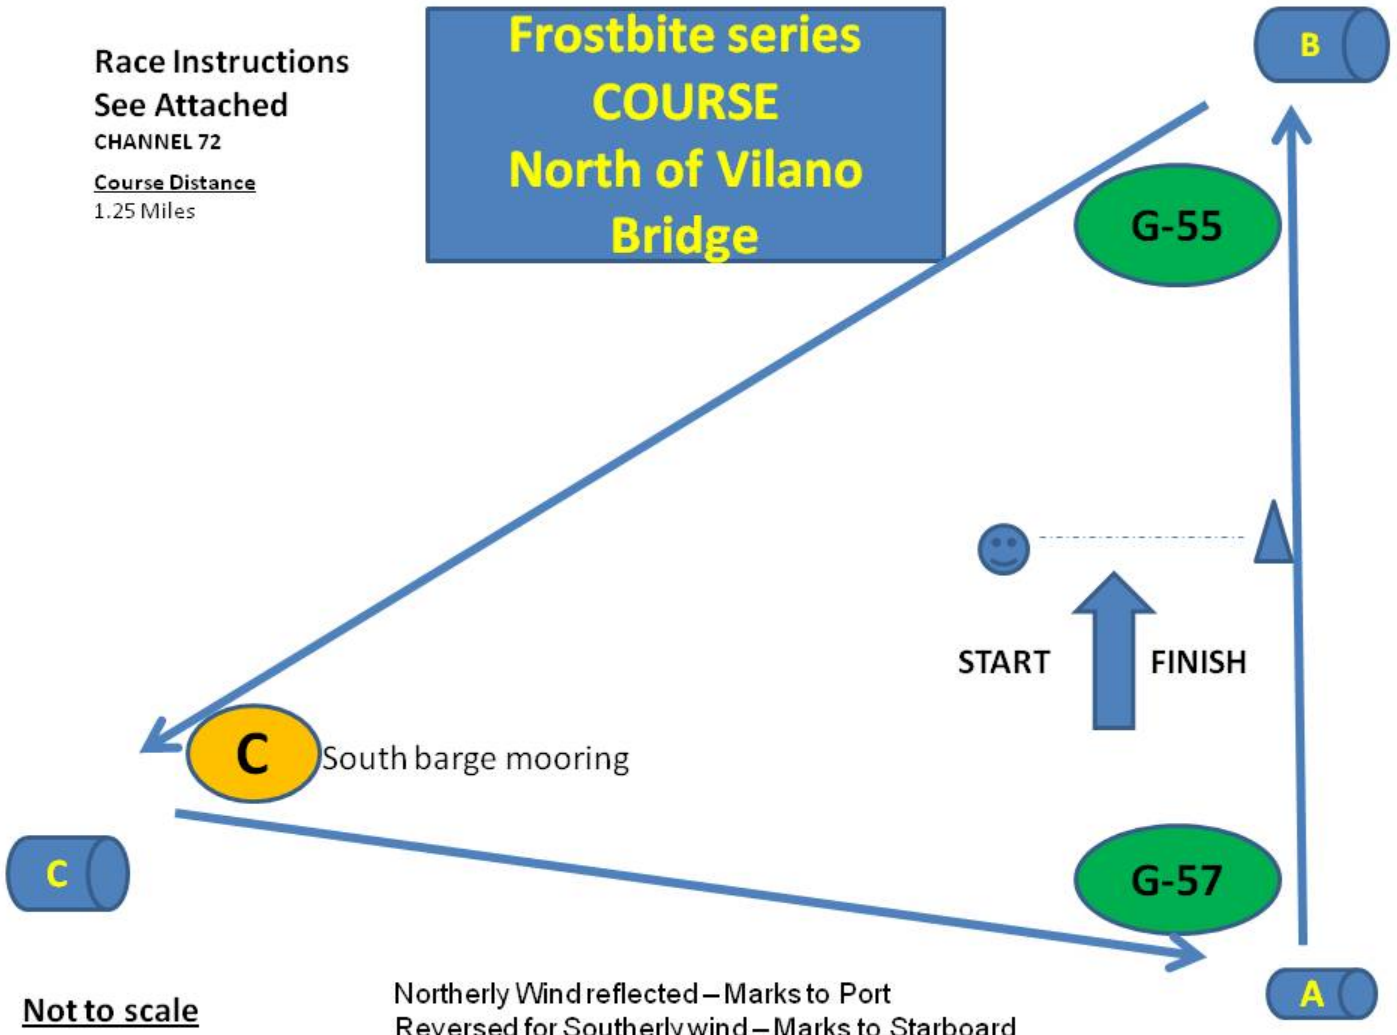 Race Instructions
See Attached
CHANNEL 72
Course Distance
1.25 Miles
Frostbite series
COURSE
North of Vilano
Bridge
B
G-55
START
FINISH
C
South barge mooring
C
G-57
A
Not to scale
Northerly Wind reflected – Marks to Port
Reversed for Southerly wind – Marks to Starboard